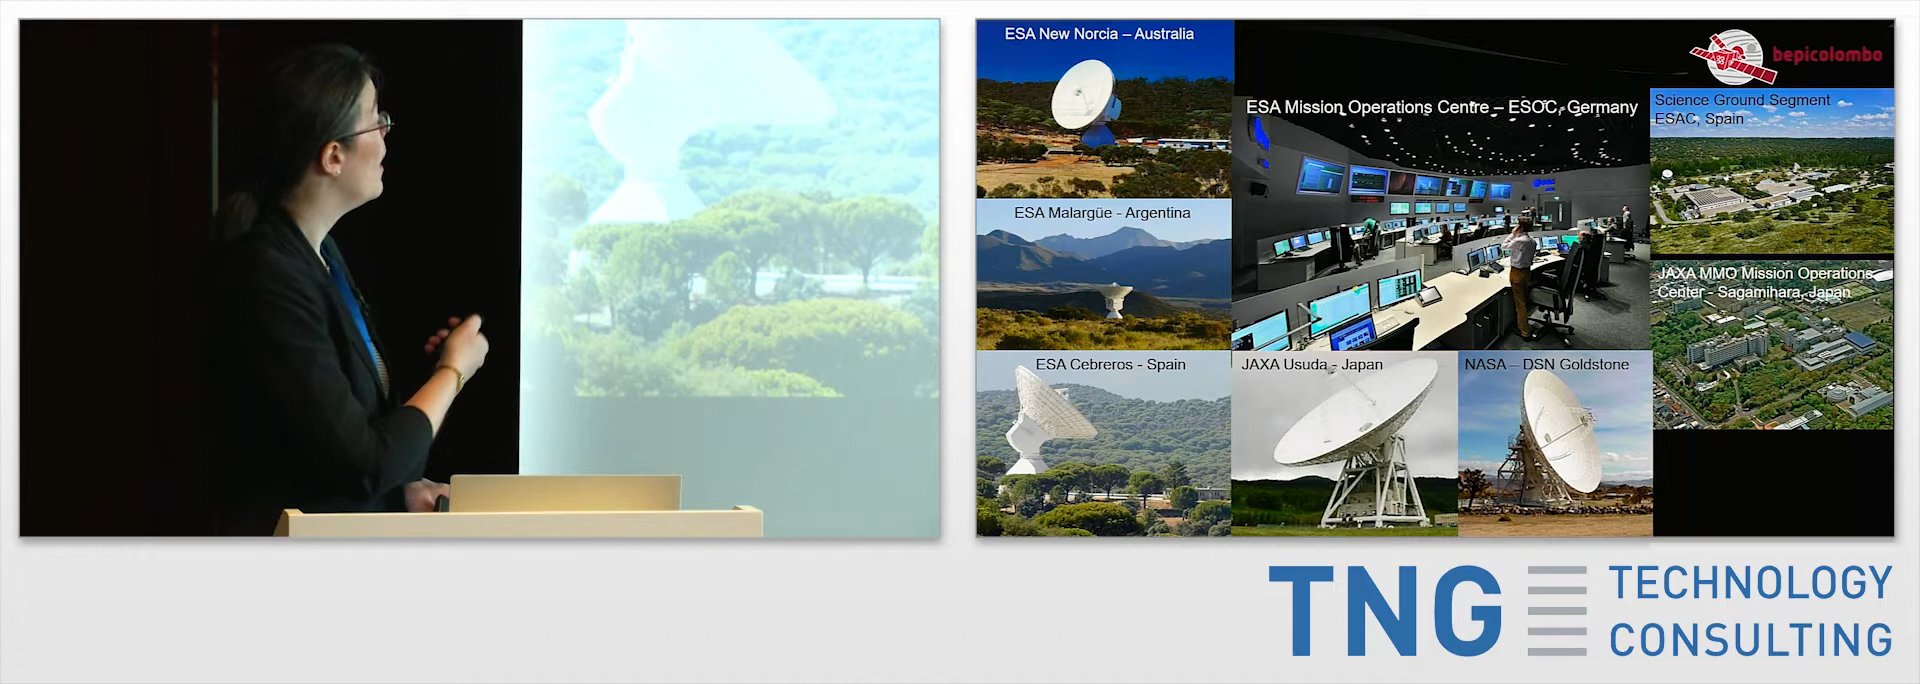 ESA New Norcia – Australia
bepicolombo
ESA Mission Operations Centre – ESOC, Germany
Science Ground Segment
ESAC, Spain
ESA Malargüe - Argentina
JAXA MMO Mission Operations
Center - Sagamihara, Japan
ESA Cebreros - Spain
JAXA Usuda - Japan
NASA – DSN Goldstone
TNG TECHNOLOGY
CONSULTING